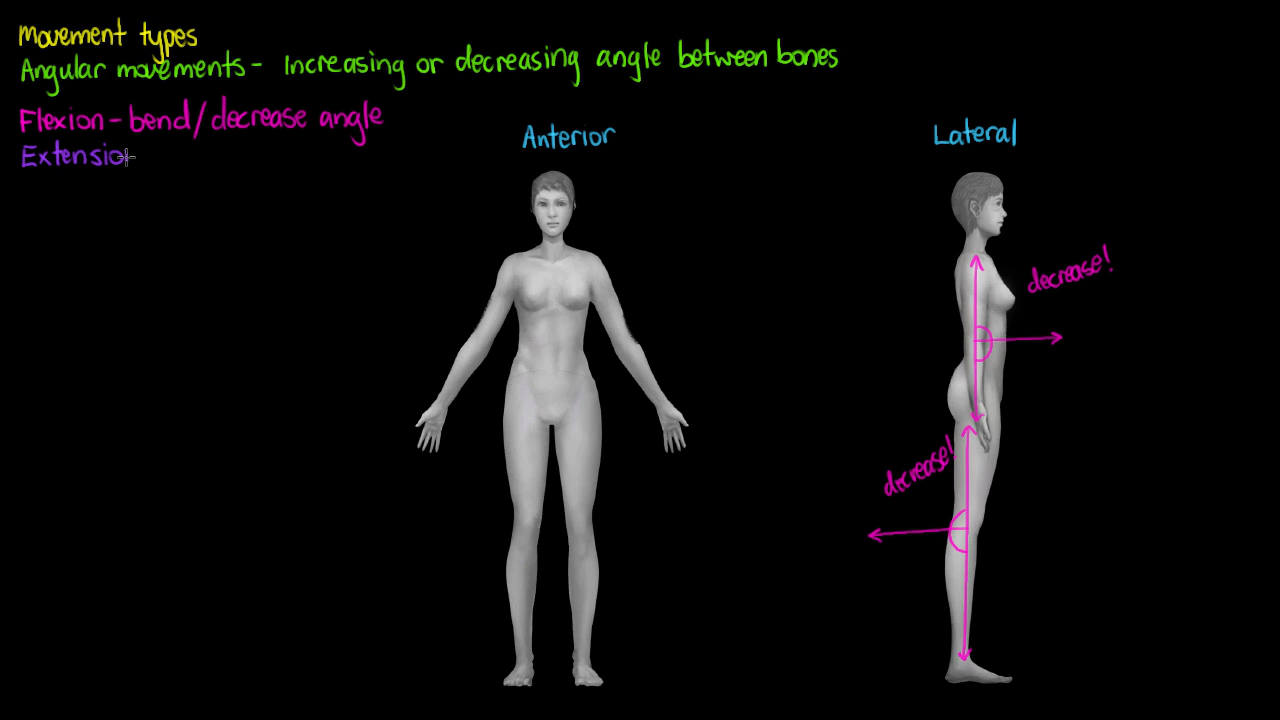 Movement types
Angular movements - Increasing or decreasing angle between bones
Flexion - bend/decrease angle
Extensio
Anterior
Lateral
decrease!
decrease!